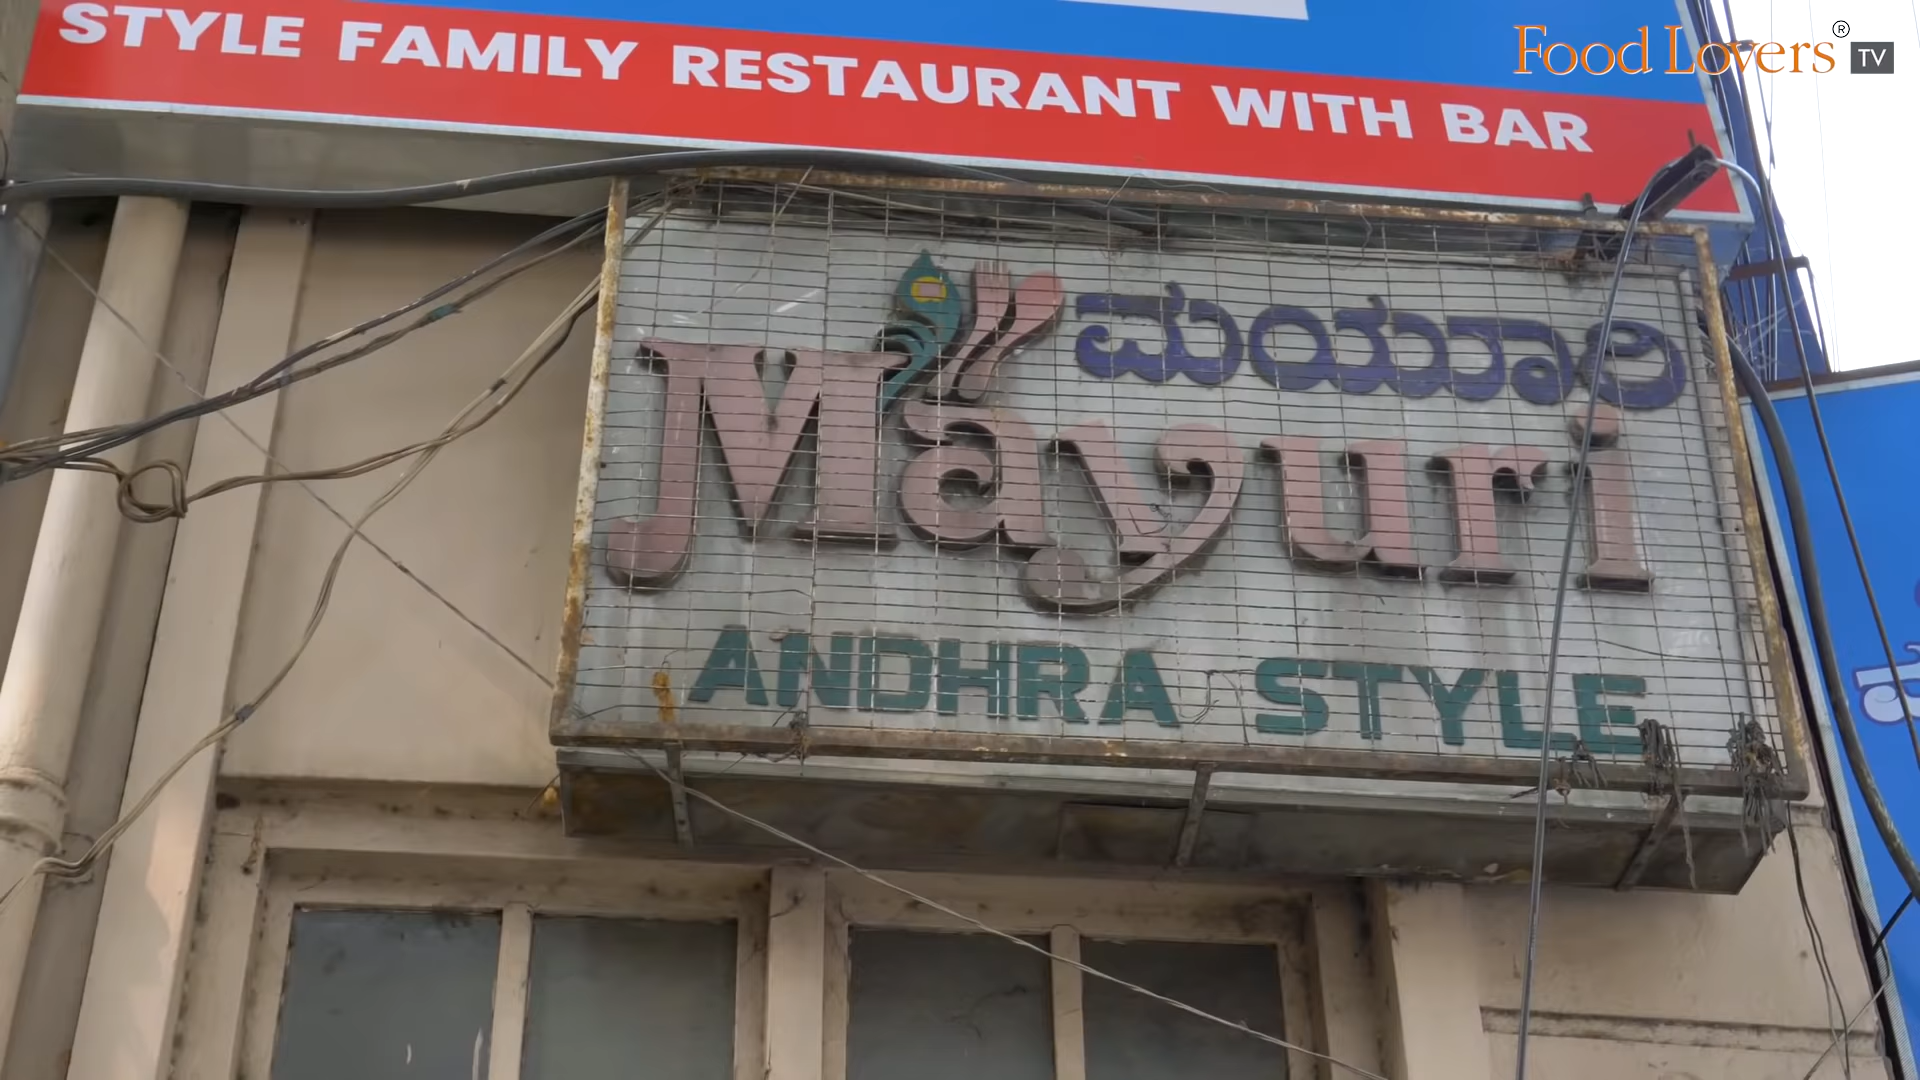 STYLE FAMILY RESTAURANT WITH BAR
Food Lovers® TV
ಮಯೂರಿ
Mayuri
ANDHRA STYLE